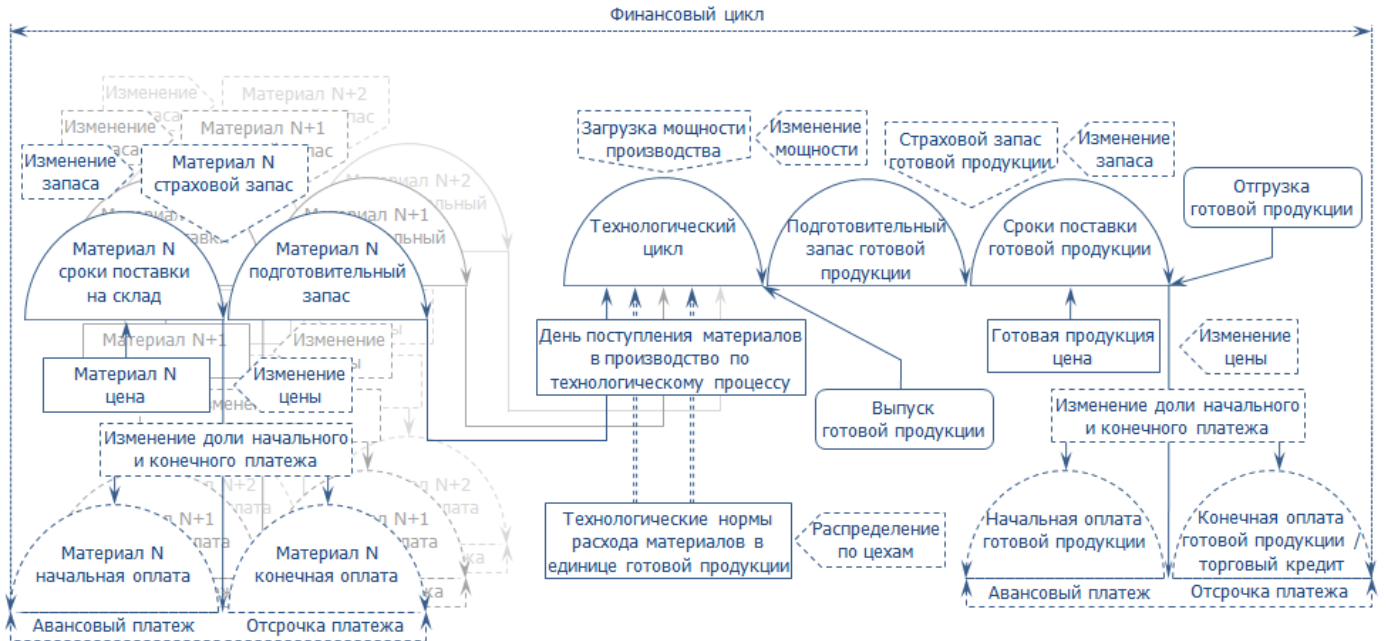 Финансовый цикл
Изменение
Материал N+2
Изменение
Материал N+1
Изменение
запаса
Материал N
страховой запас
Загрузка мощности
производства
Изменение
мощности
Страховой запас
готовой продукции
Изменение
запаса
Отгрузка
готовой продукции
Материал N+2
Материал N+1
Материал N
сроки поставки
на склад
Материал N
подготовительный
запас
Технологический
цикл
Подготовительный
запас готовой
продукции
Сроки поставки
готовой продукции
Материал N+1
Изменение
Материал N
цена
Изменение
цены
День поступления материалов
в производство по
технологическому процессу
Готовая продукция
цена
Изменение
цены
Выпуск
готовой продукции
Изменение доли начального
и конечного платежа
Изменение доли начального
и конечного платежа
Материал N+2
Материал N+1
Материал N
начальная оплата
Материал N+2
Материал N+1
Материал N
конечная оплата
Технологические нормы
расхода материалов в
единице готовой продукции
Распределение
по цехам
Начальная оплата
готовой продукции
Конечная оплата
готовой продукции /
торговый кредит
Авансовый платеж
Отсрочка платежа
Авансовый платеж
Отсрочка платежа